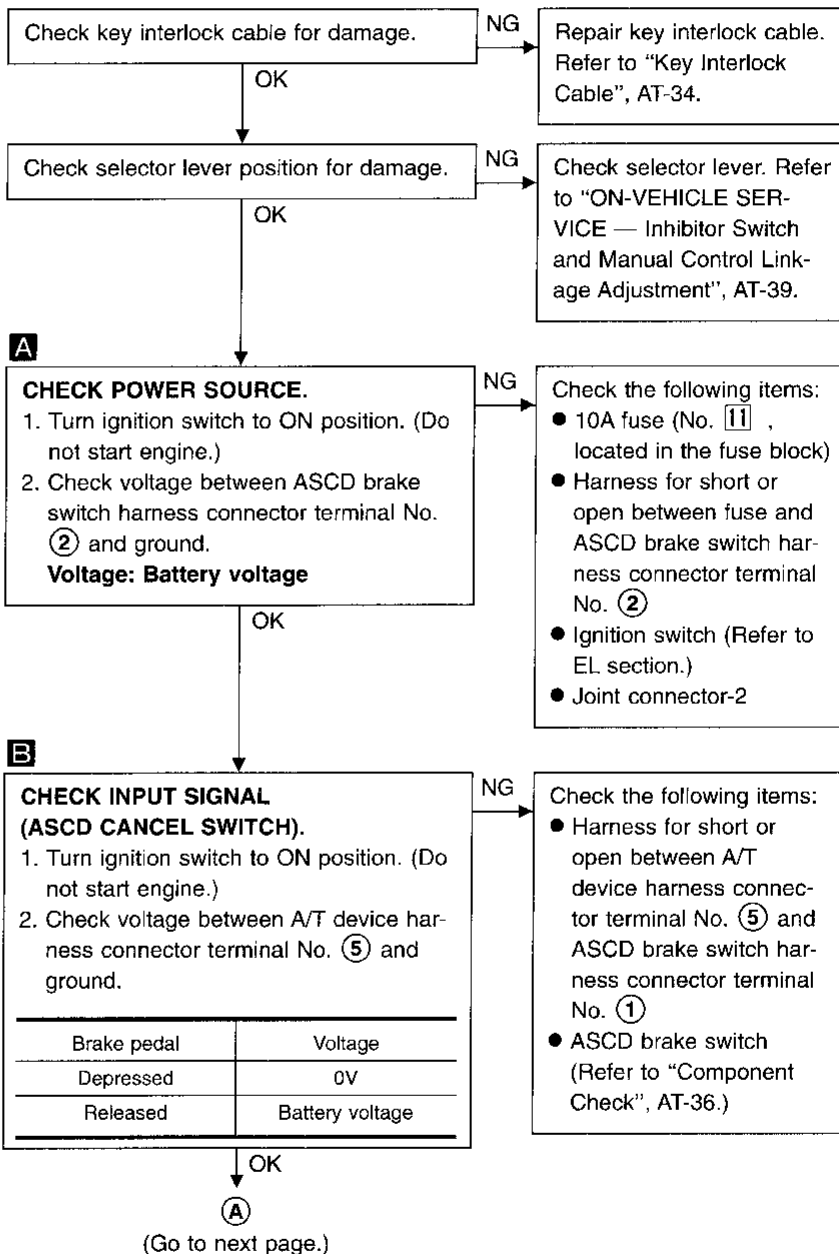 Check key interlock cable for damage.
NG
Repair key interlock cable.
Refer to “Key Interlock
Cable”, AT-34.
OK
Check selector lever position for damage.
NG
Check selector lever. Refer
to “ON-VEHICLE SER-
VICE — Inhibitor Switch
and Manual Control Link-
age Adjustment”, AT-39.
OK
A
CHECK POWER SOURCE.
1. Turn ignition switch to ON position. (Do
not start engine.)
2. Check voltage between ASCD brake
switch harness connector terminal No.
② and ground.
Voltage: Battery voltage
NG
Check the following items:
● 10A fuse (No. 11 ,
located in the fuse block)
● Harness for short or
open between fuse and
ASCD brake switch har-
ness connector terminal
No. ②
● Ignition switch (Refer to
EL section.)
● Joint connector-2
OK
B
CHECK INPUT SIGNAL
(ASCD CANCEL SWITCH).
1. Turn ignition switch to ON position. (Do
not start engine.)
2. Check voltage between A/T device har-
ness connector terminal No. ⑤ and
ground.
Brake pedal Voltage
Depressed 0V
Released Battery voltage
NG
Check the following items:
● Harness for short or
open between A/T
device harness connec-
tor terminal No. ⑤ and
ASCD brake switch har-
ness connector terminal
No. ①
● ASCD brake switch
(Refer to “Component
Check”, AT-36.)
OK
Ⓐ
(Go to next page.)